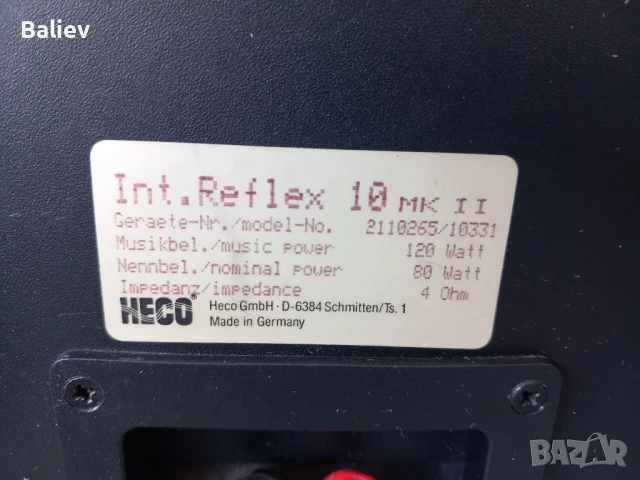 Baliev
Int.Reflex 10 MK II
Geraete-Nr./model-No. 2110265/10331
Musikbel./music power 120 Watt
Nennbel./nominal power 80 Watt
Impedanz/impedance 4 Ohm
HECO® Heco GmbH · D-6384 Schmitten/Ts. 1
Made in Germany
BAZAR